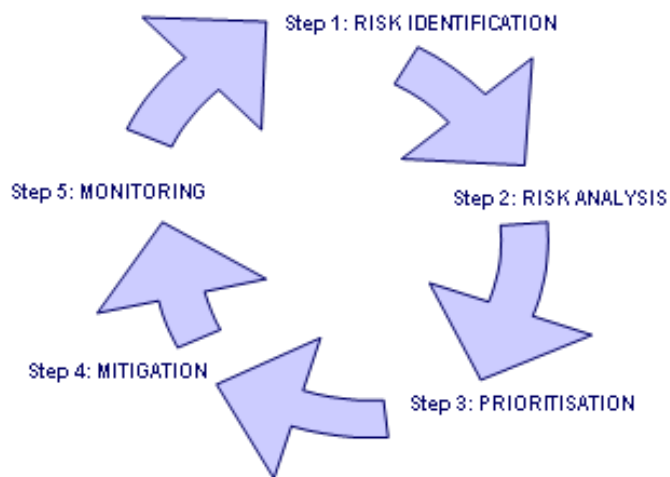 Step 1: RISK IDENTIFICATION
Step 2: RISK ANALYSIS
Step 3: PRIORITISATION
Step 4: MITIGATION
Step 5: MONITORING